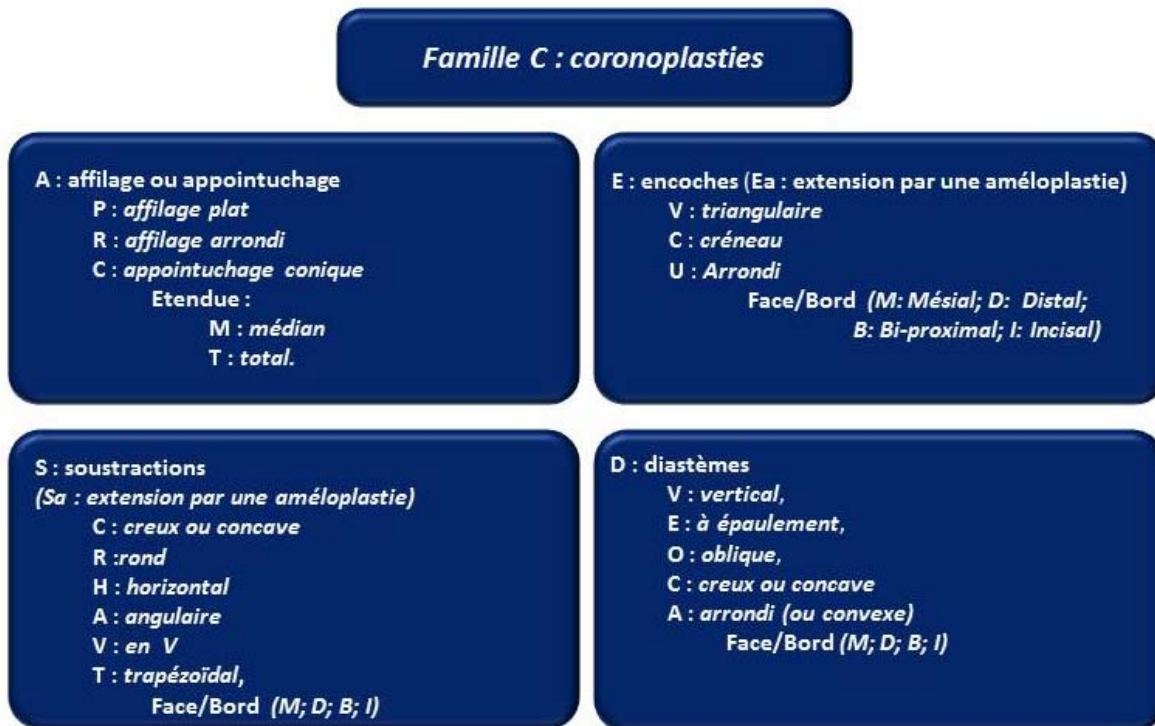 Famille C : coronoplasties
A : affilage ou appointuchage
P : affilage plat
R : affilage arrondi
C : appointuchage conique
Etendue :
M : médian
T : total.
E : encoches (Ea : extension par une améloplastie)
V : triangulaire
C : créneau
U : Arrondi
Face/Bord (M: Mésial; D: Distal;
B: Bi-proximal; I: Incisal)
S : soustractions
(Sa : extension par une améloplastie)
C : creux ou concave
R :rond
H : horizontal
A : angulaire
V : en V
T : trapézoïdal,
Face/Bord (M; D; B; I)
D : diastèmes
V : vertical,
E : à épaulement,
O : oblique,
C : creux ou concave
A : arrondi (ou convexe)
Face/Bord (M; D; B; I)